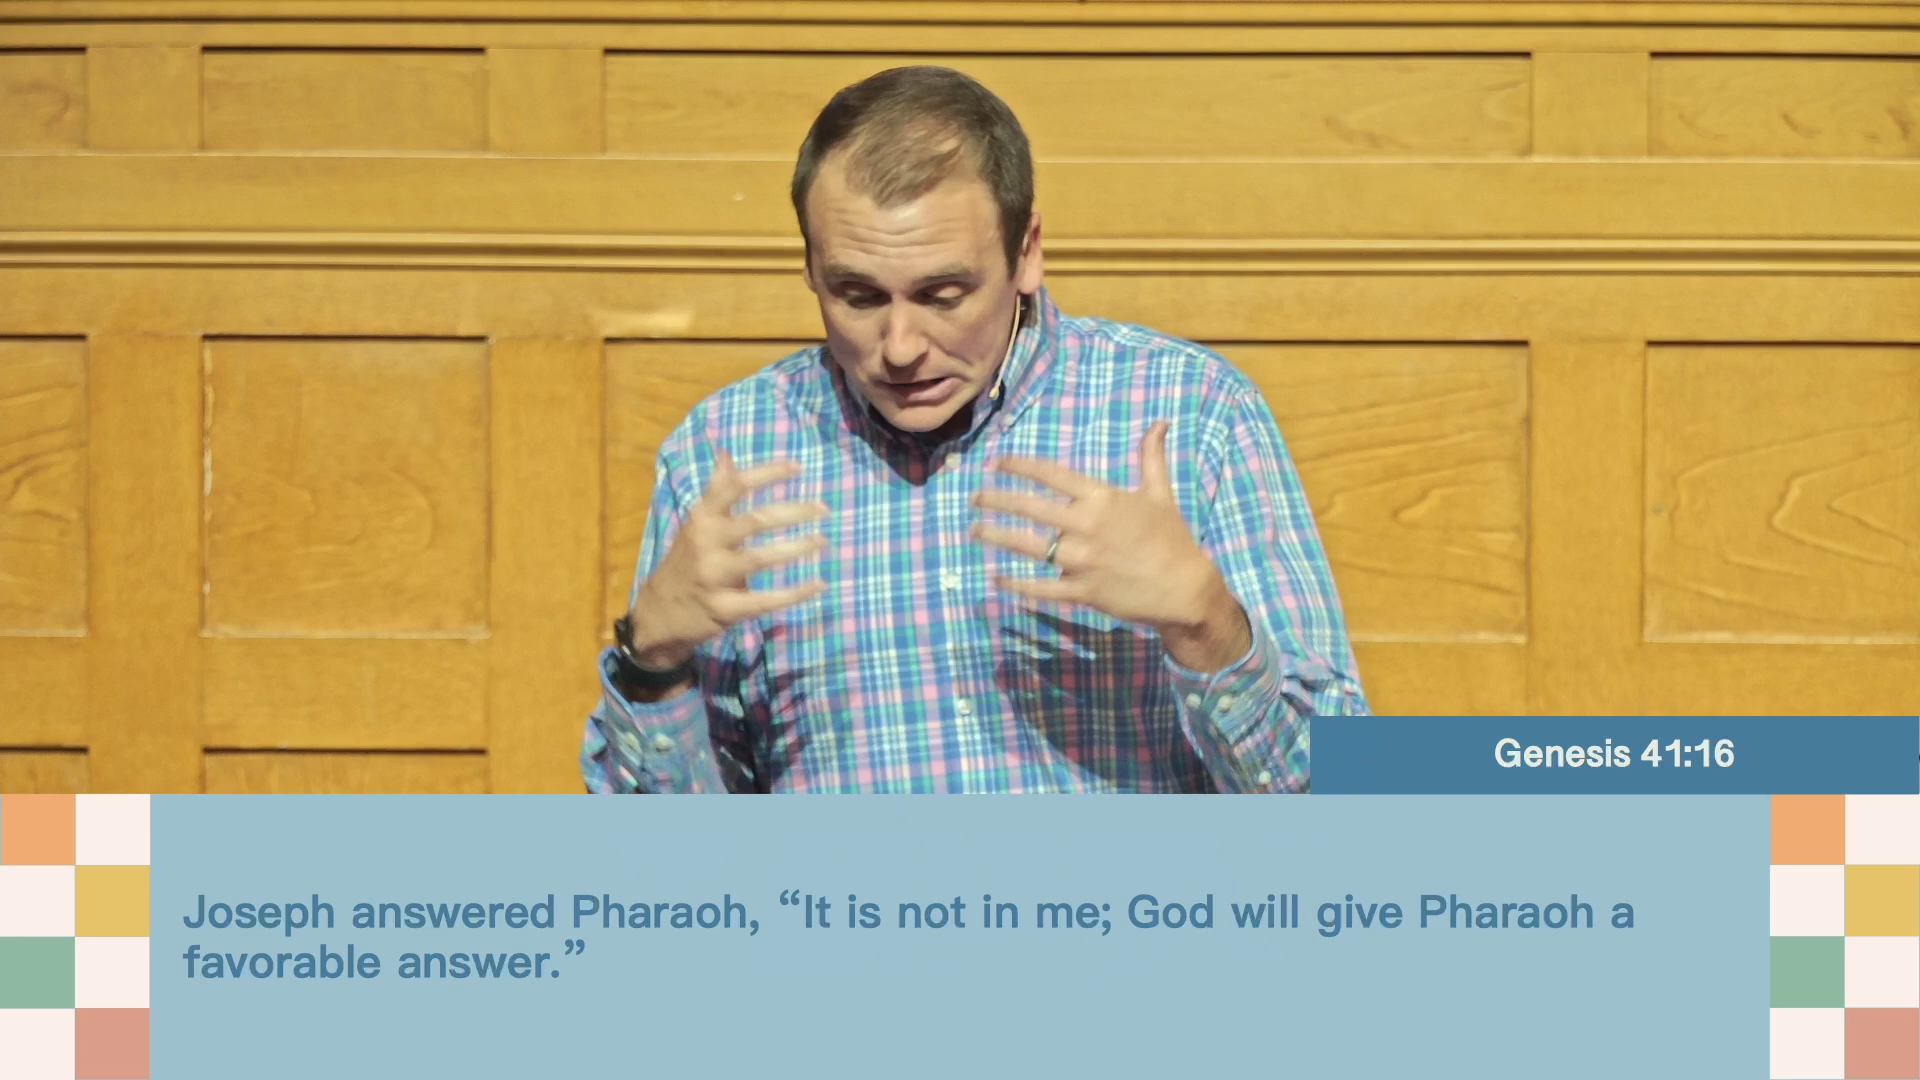 Genesis 41:16
Joseph answered Pharaoh, “It is not in me; God will give Pharaoh a
favorable answer.”